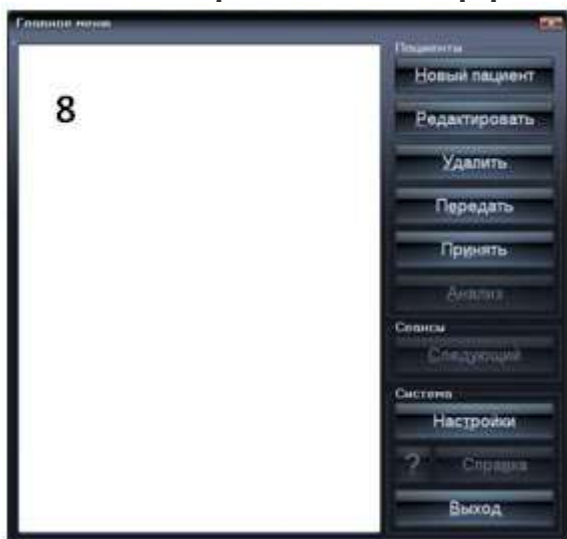 Главное меню
8
Пациенты
Новый пациент
Редактировать
Удалить
Передать
Принять
Анализ
Сеансы
Следующий
Система
Настройки
? Справка
Выход